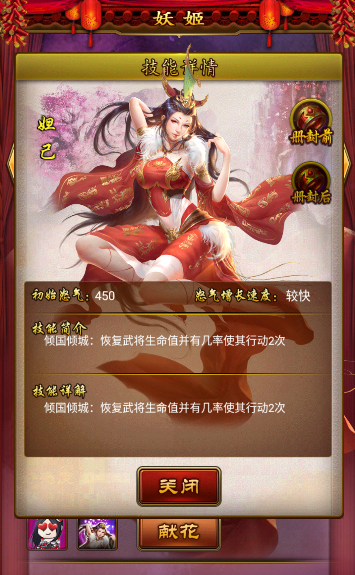 妖姬
技能详情
妲己
册封前
册封后
初始怒气：450
怒气增长速度：较快
技能简介
倾国倾城：恢复武将生命值并有几率使其行动2次
技能详解
倾国倾城：恢复武将生命值并有几率使其行动2次
关闭
献花